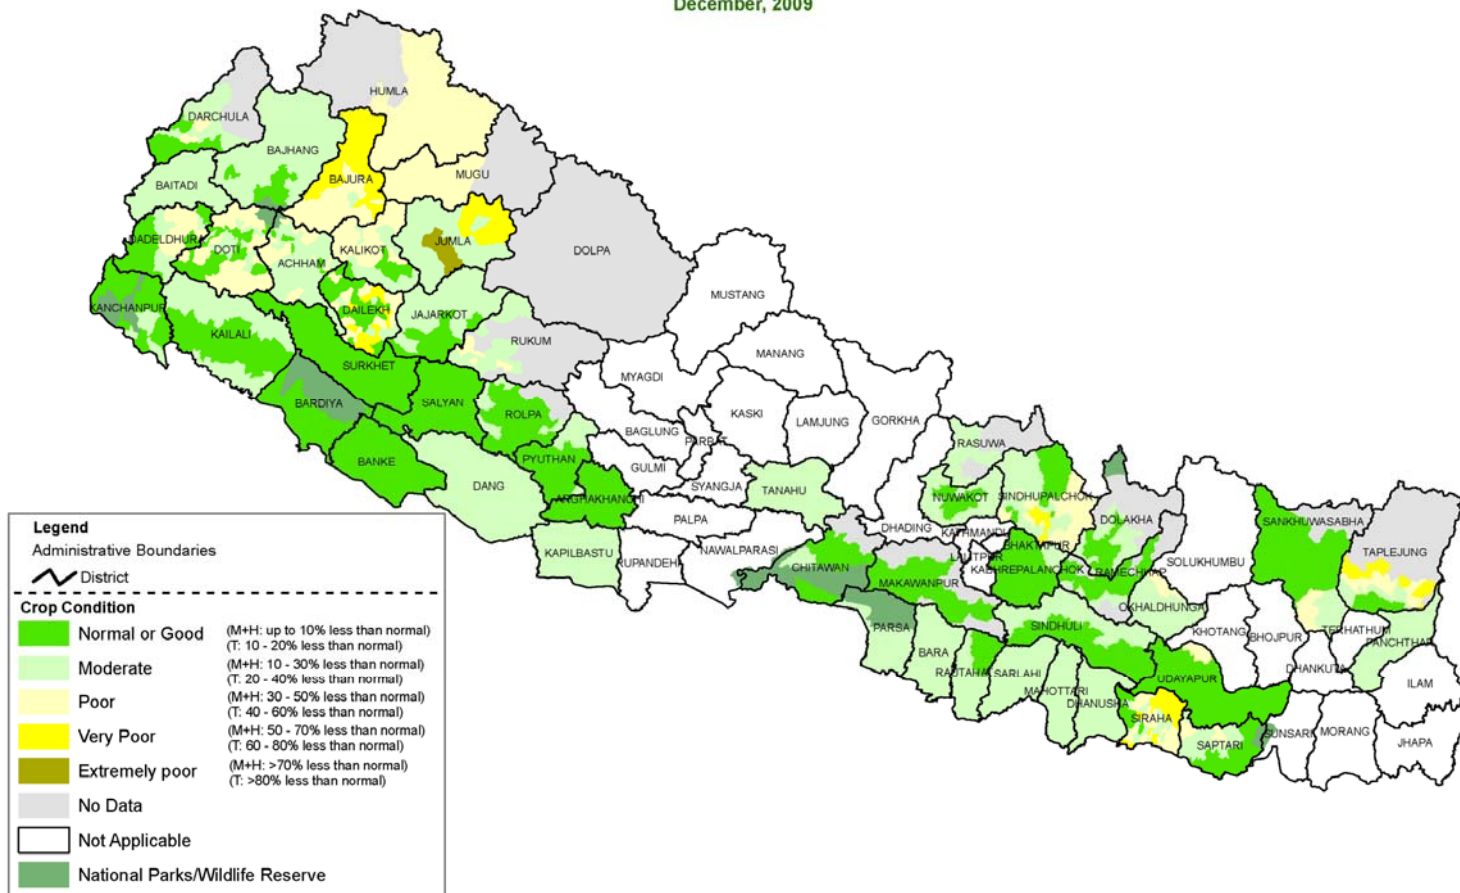 December, 2009
HUMLA
DARCHULA
BAJHANG
BAITADI
BAJURA
MUGU
DADELDHURA
DOTI
ACHHAM
KALIKOT
JUMLA
DOLPA
KANCHANPUR
KAILALI
DAILEKH
JAJARKOT
MUSTANG
RUKUM
SURKHET
MANANG
MYAGDI
BARDIYA
SALYAN
ROLPA
KASKI
LAMJUNG
GORKHA
BAGLUNG
PARBAT
RASUWA
BANKE
PYUTHAN
GULMI
SYANGJA
DANG
ARGHAKHANCHI
TANAHU
NUWAKOT
SINDHUPALCHOK
DOLAKHA
SANKHUWASABHA
TAPLEJUNG
PALPA
DHADING
KATHMANDU
KAPILBASTU
RUPANDEHI
NAWALPARASI
CHITAWAN
LALITPUR
BHAKTAPUR
KABHREPALANCHOK
RAMECHHAP
SOLUKHUMBU
MAKAWANPUR
OKHALDHUNGA
PARSA
SINDHULI
KHOTANG
BHOJPUR
TERHATHUM
PANCHTHAR
BARA
RAUTAHAT
SARLAHI
MAHOTTARI
DHANUSHA
UDAYAPUR
DHANKUTA
ILAM
SIRAHA
SAPTARI
SUNSARI
MORANG
JHAPA
Legend
Administrative Boundaries
District
Crop Condition
Normal or Good (M+H: up to 10% less than normal)
(T: 10 - 20% less than normal)
Moderate (M+H: 10 - 30% less than normal)
(T: 20 - 40% less than normal)
Poor (M+H: 30 - 50% less than normal)
(T: 40 - 60% less than normal)
Very Poor (M+H: 50 - 70% less than normal)
(T: 60 - 80% less than normal)
Extremely poor (M+H: >70% less than normal)
(T: >80% less than normal)
No Data
Not Applicable
National Parks/Wildlife Reserve